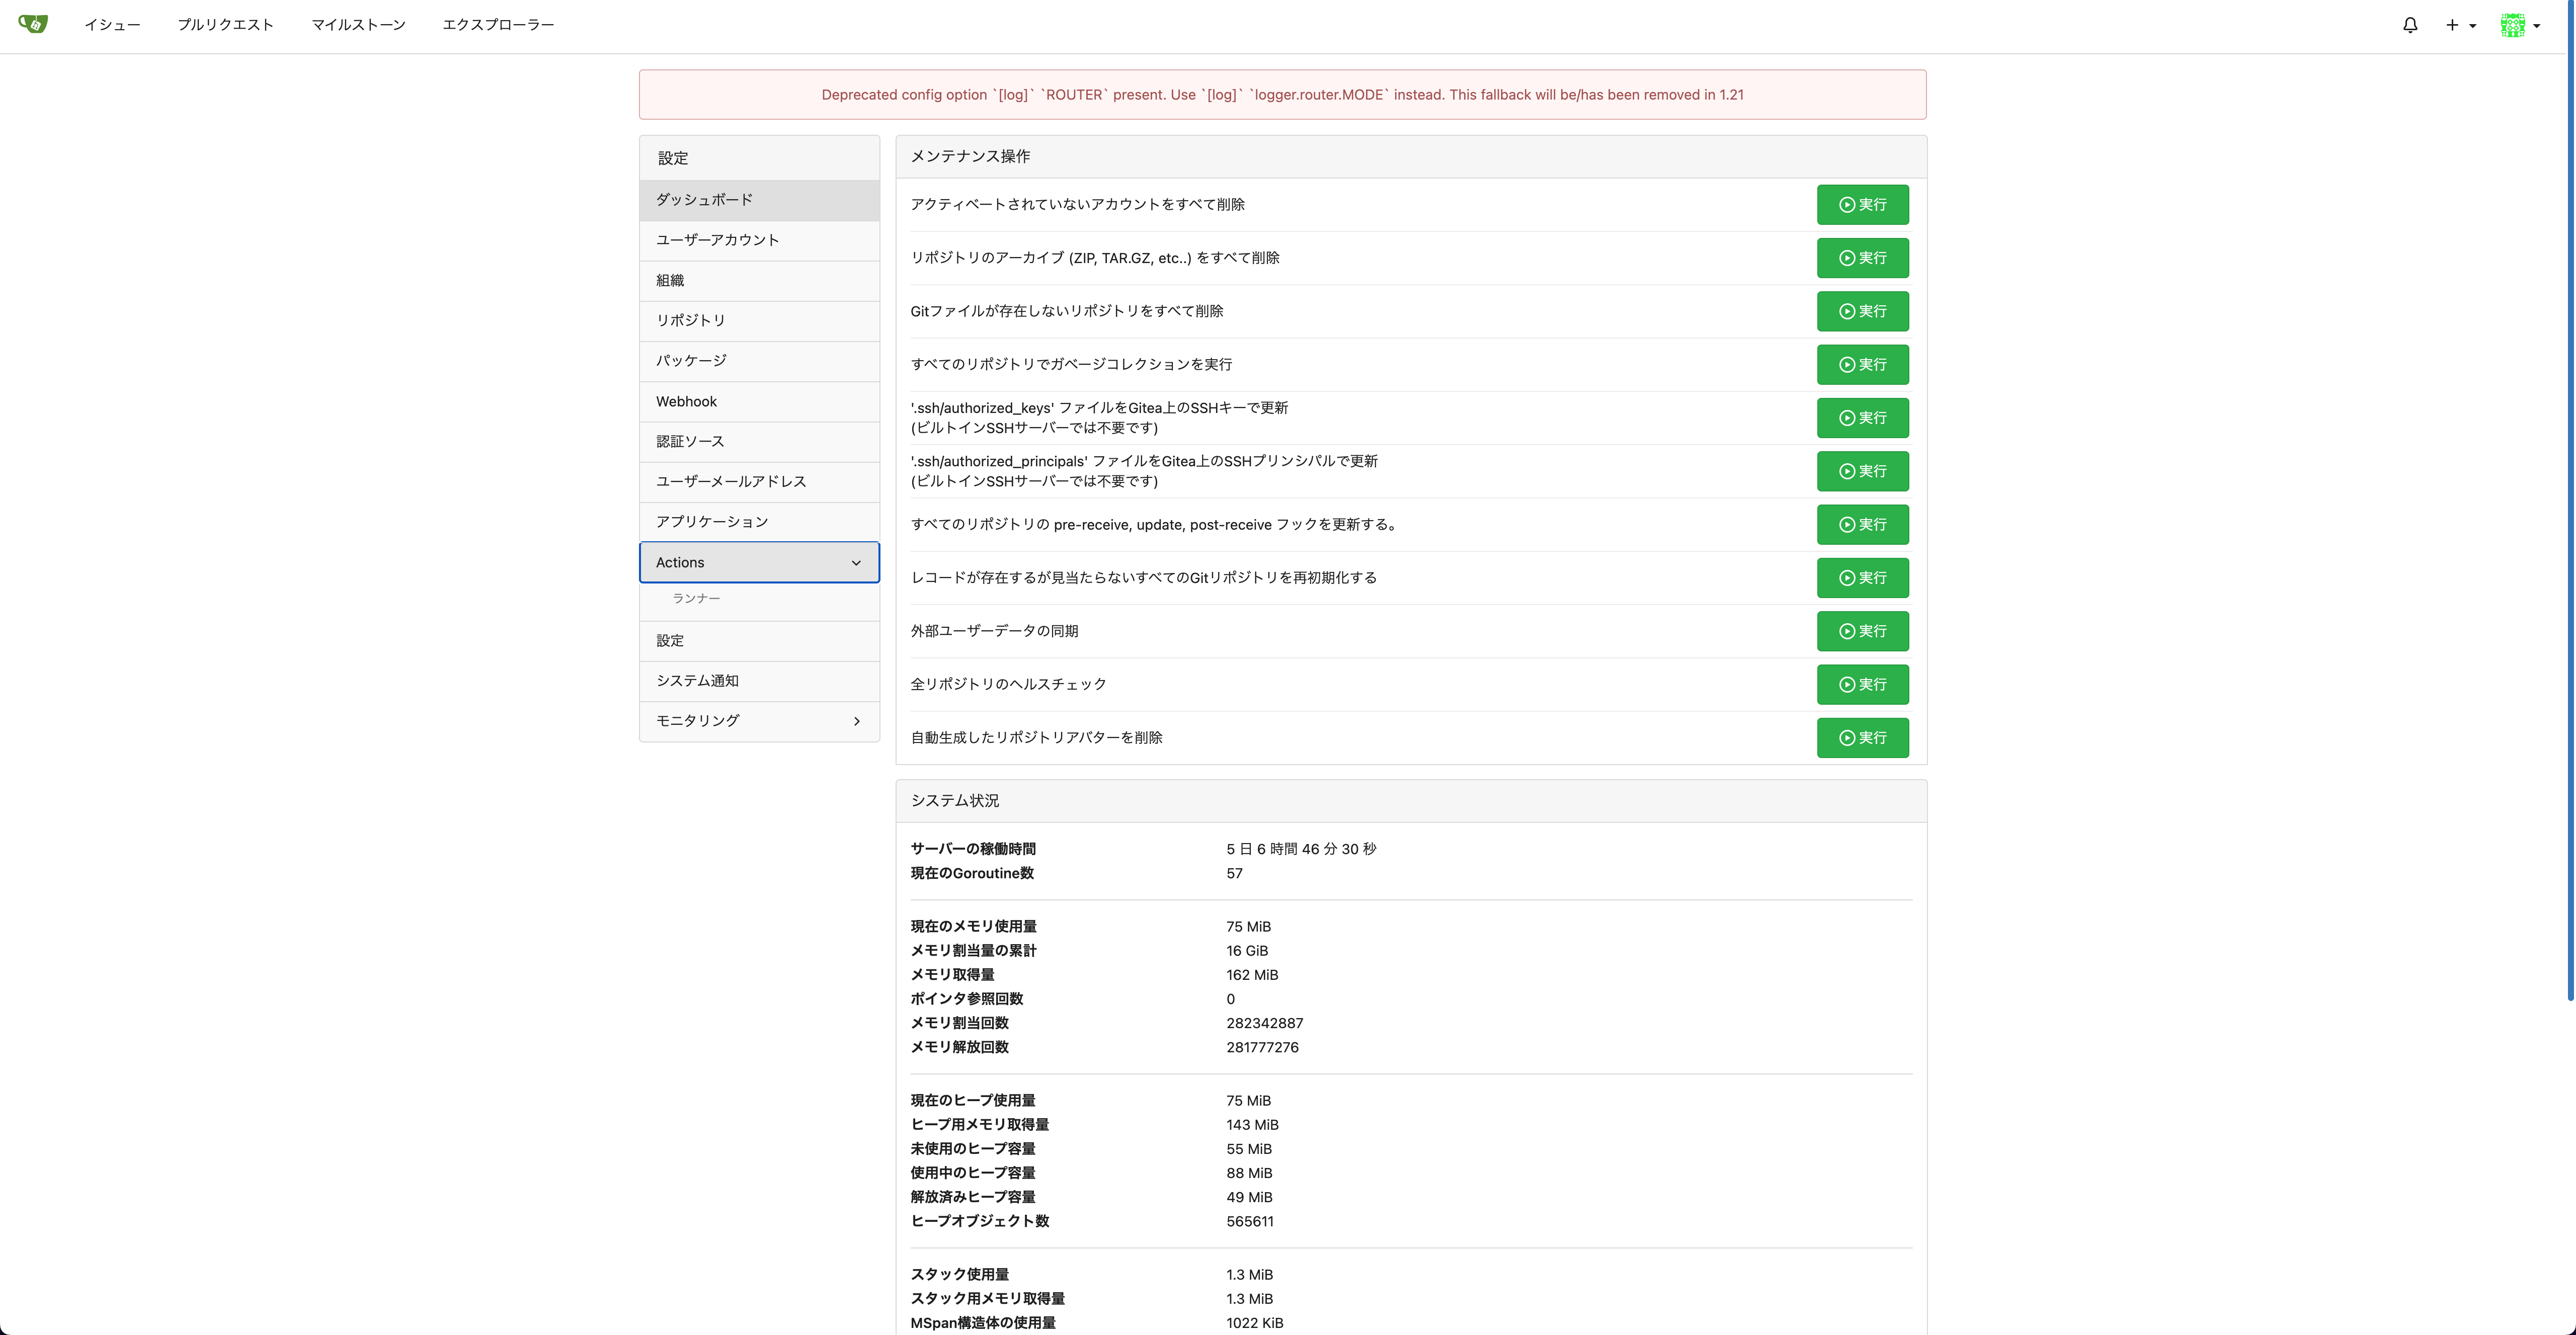 イシュー プルリクエスト マイルストーン エクスプローラー
Deprecated config option `[log]` `ROUTER` present. Use `[log]` `logger.router.MODE` instead. This fallback will be/has been removed in 1.21
設定
ダッシュボード
ユーザーアカウント
組織
リポジトリ
パッケージ
Webhook
認証ソース
ユーザーメールアドレス
アプリケーション
Actions
ランナー
設定
システム通知
モニタリング
メンテナンス操作
アクティベートされていないアカウントをすべて削除 実行
リポジトリのアーカイブ (ZIP, TAR.GZ, etc..) をすべて削除 実行
Gitファイルが存在しないリポジトリをすべて削除 実行
すべてのリポジトリでガベージコレクションを実行 実行
'.ssh/authorized_keys' ファイルをGitea上のSSHキーで更新
(ビルトインSSHサーバーでは不要です) 実行
'.ssh/authorized_principals' ファイルをGitea上のSSHプリンシパルで更新
(ビルトインSSHサーバーでは不要です) 実行
すべてのリポジトリの pre-receive, update, post-receive フックを更新する。 実行
レコードが存在するが見当たらないすべてのGitリポジトリを再初期化する 実行
外部ユーザーデータの同期 実行
全リポジトリのヘルスチェック 実行
自動生成したリポジトリアバターを削除 実行
システム状況
サーバーの稼働時間 5 日 6 時間 46 分 30 秒
現在のGoroutine数 57
現在のメモリ使用量 75 MiB
メモリ割当量の累計 16 GiB
メモリ取得量 162 MiB
ポインタ参照回数 0
メモリ割当回数 282342887
メモリ解放回数 281777276
現在のヒープ使用量 75 MiB
ヒープ用メモリ取得量 143 MiB
未使用のヒープ容量 55 MiB
使用中のヒープ容量 88 MiB
解放済みヒープ容量 49 MiB
ヒープオブジェクト数 565611
スタック使用量 1.3 MiB
スタック用メモリ取得量 1.3 MiB
MSpan構造体の使用量 1022 KiB